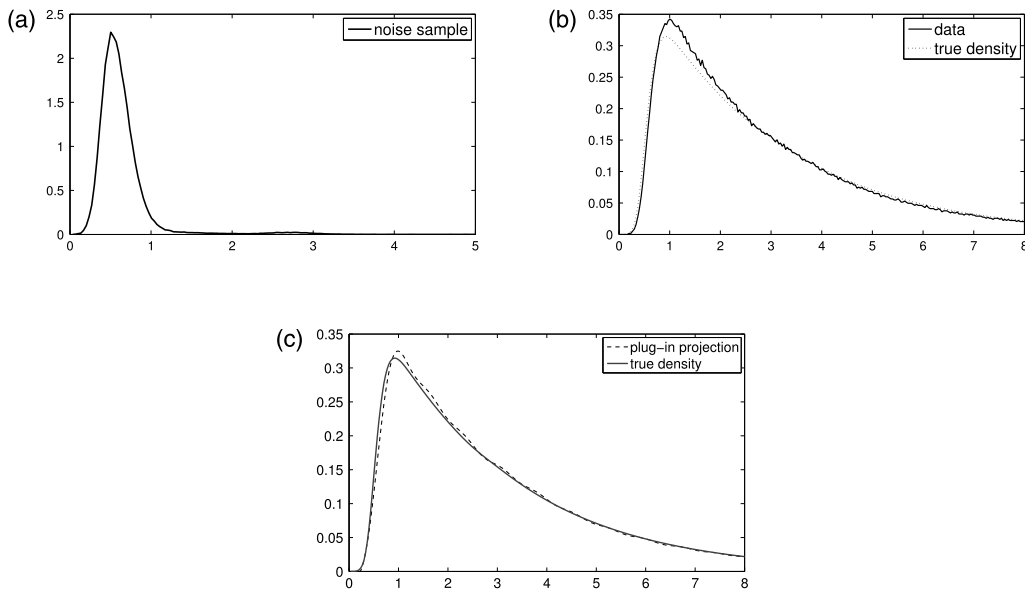 (a)
2.5
2
1.5
1
0.5
0
0 1 2 3 4 5
noise sample
(b)
0.35
0.3
0.25
0.2
0.15
0.1
0.05
0
0 1 2 3 4 5 6 7 8
data
true density
(c)
0.35
0.3
0.25
0.2
0.15
0.1
0.05
0
0 1 2 3 4 5 6 7 8
plug−in projection
true density